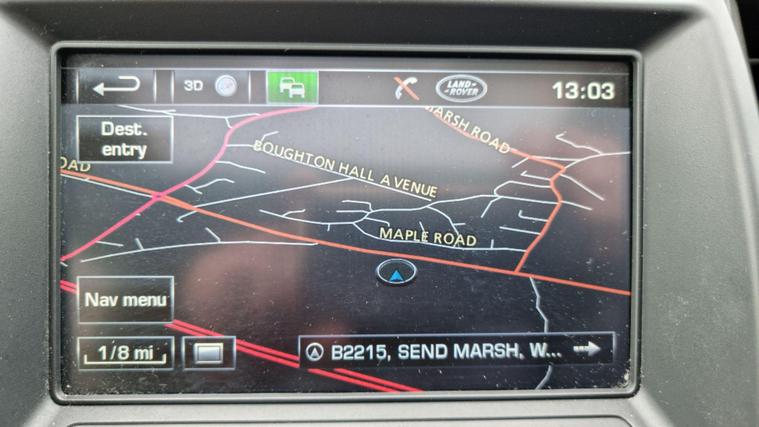 3D
LAND-
-ROVER
13:03
Dest.
entry
MARSH ROAD
OAD
BOUGHTON HALL AVENUE
MAPLE ROAD
Nav menu
1/8 mi
B2215, SEND MARSH, W...